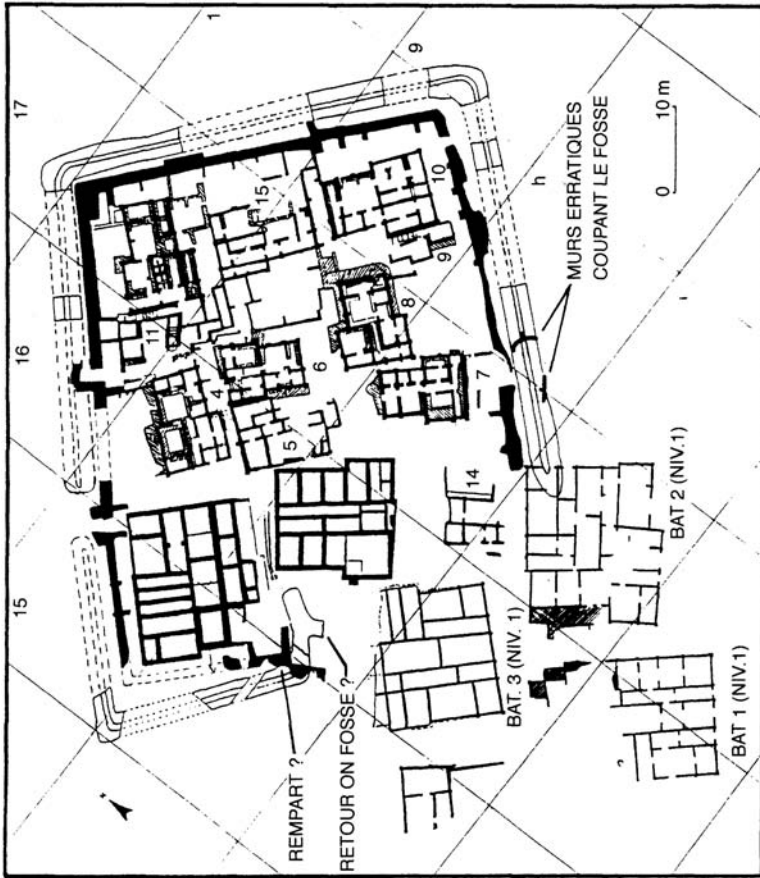 15
16
17
11
1
4
15
5
REMPART ?
6
RETOUR ON FOSSE ?
8
9
10
9
14
7
BAT. 3 (NIV. 1)
h
MURS ERRATIQUES
COUPANT LE FOSSE
?
0 10 m
BAT 2 (NIV.1)
BAT 1 (NIV.1)